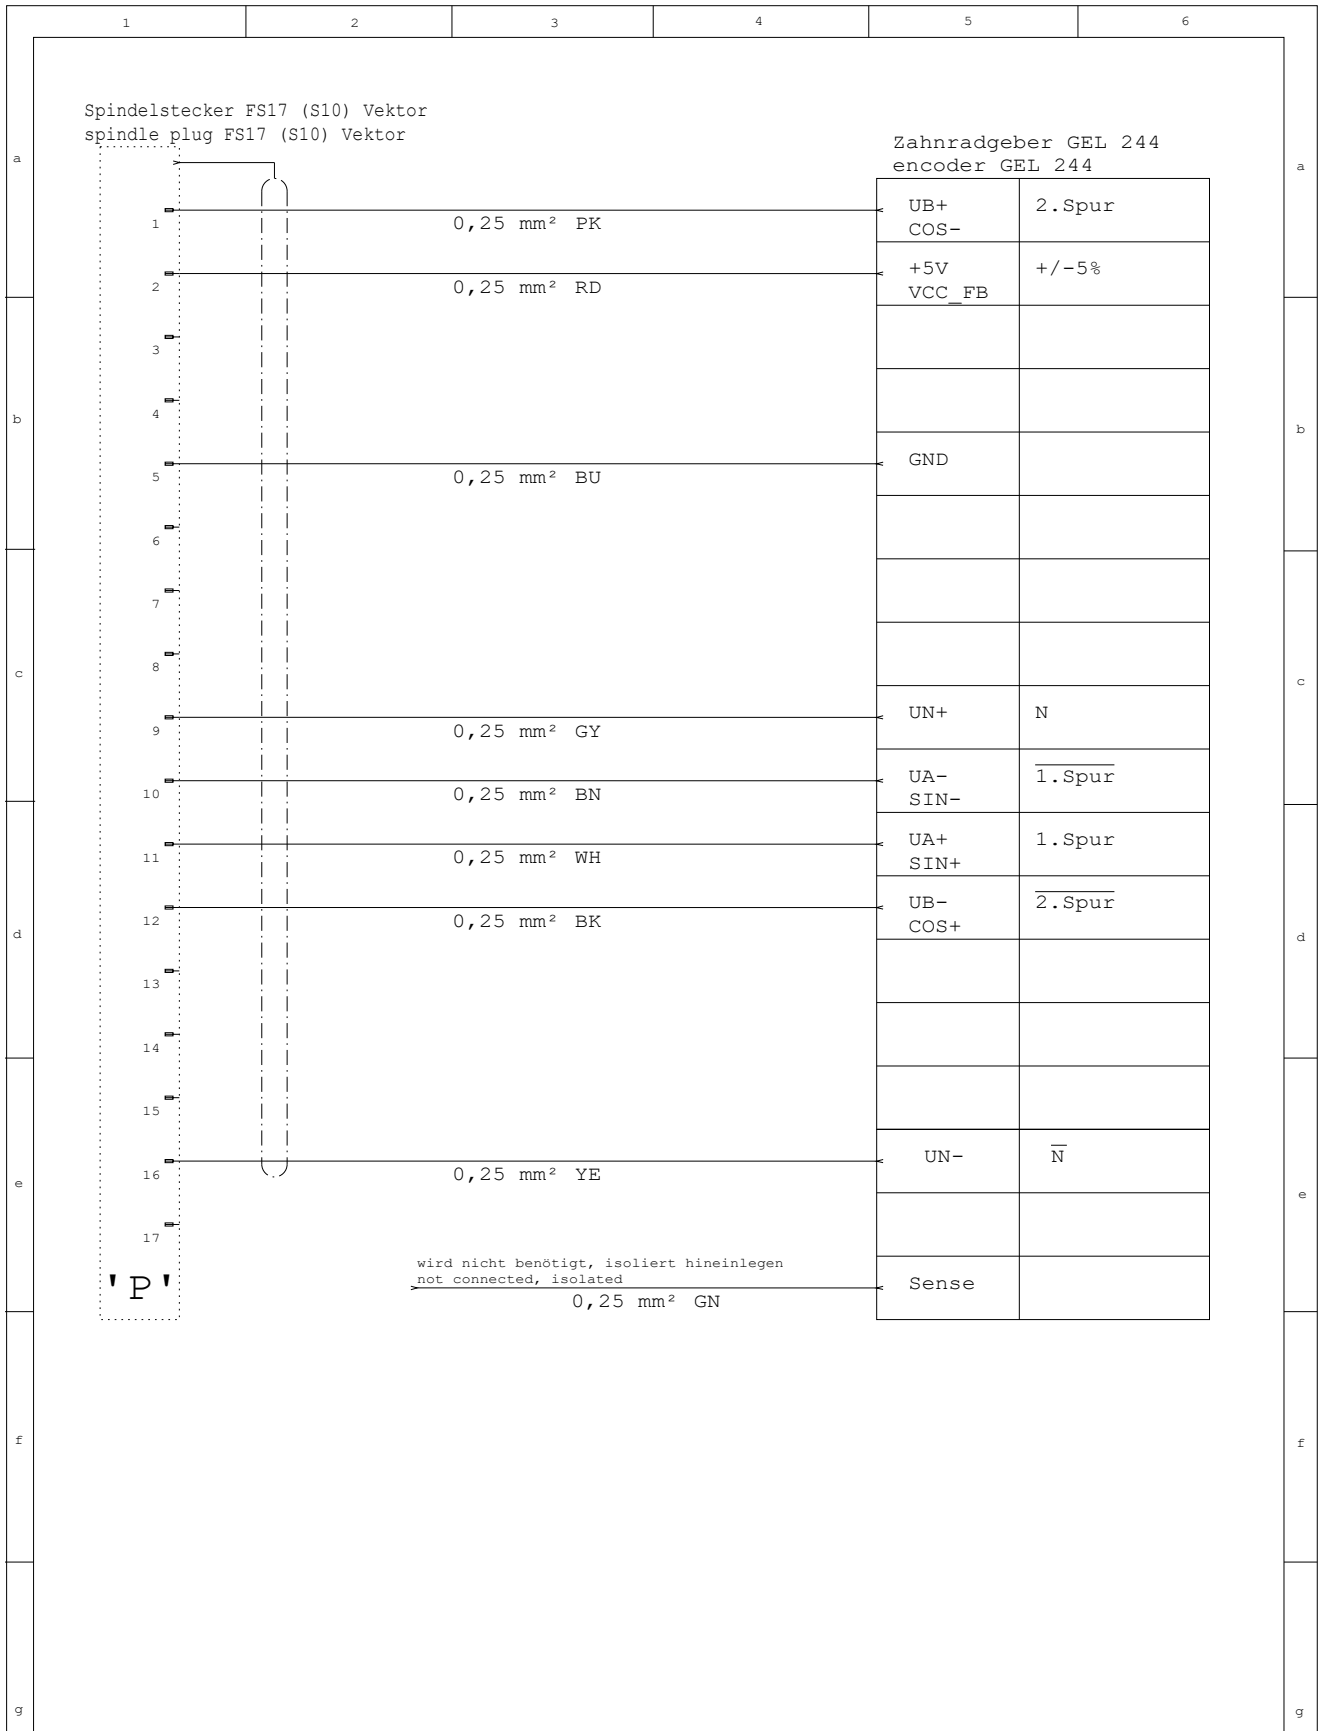 1 2 3 4 5 6
Spindelstecker FS17 (S10) Vektor
spindle plug FS17 (S10) Vektor
Zahnradgeber GEL 244
encoder GEL 244
a a
UB+ 2.Spur
1 0,25 mm² PK COS-
+5V +/-5%
2 0,25 mm² RD VCC_FB
3
4
b b
GND
5 0,25 mm² BU
6
7
8
c c
UN+ N
9 0,25 mm² GY
UA- 1.Spur
10 0,25 mm² BN SIN-
UA+ 1.Spur
11 0,25 mm² WH SIN+
UB- 2.Spur
12 0,25 mm² BK COS+
d d
13
14
15
UN- N
16 0,25 mm² YE
e e
17
wird nicht benötigt, isoliert hineinlegen
not connected, isolated
'P' Sense
0,25 mm² GN
f f
g g